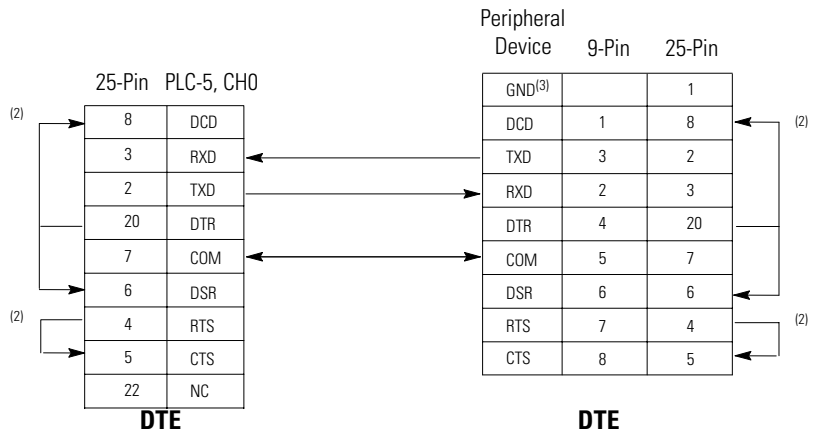 Peripheral
Device 9-Pin 25-Pin
25-Pin PLC-5, CH0
GND(3) 1
(2) 8 DCD DCD 1 8 (2)
3 RXD TXD 3 2
2 TXD RXD 2 3
20 DTR DTR 4 20
7 COM COM 5 7
6 DSR DSR 6 6
(2) 4 RTS RTS 7 4 (2)
5 CTS CTS 8 5
22 NC
DTE DTE